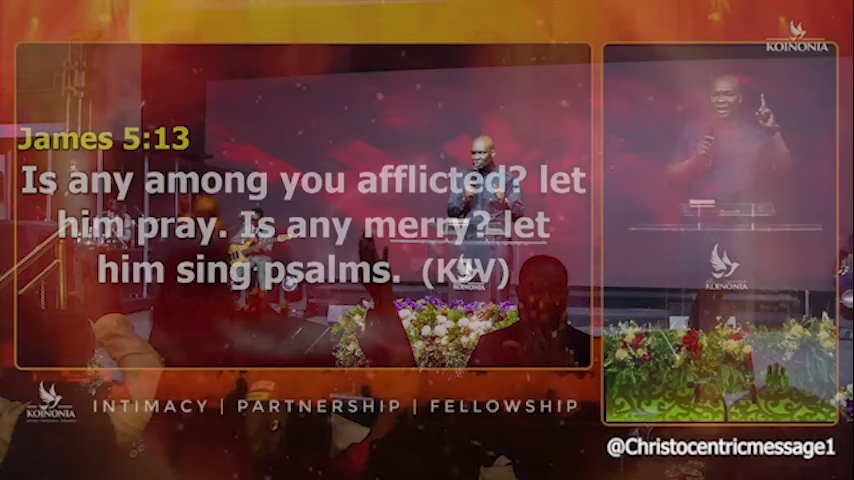 KOINONIA
James 5:13
Is any among you afflicted? let
him pray. Is any merry? let
him sing psalms. (KJV)
KOINONIA
KOINONIA
KOINONIA
INTIMACY | PARTNERSHIP | FELLOWSHIP
@Christocentricmessage1